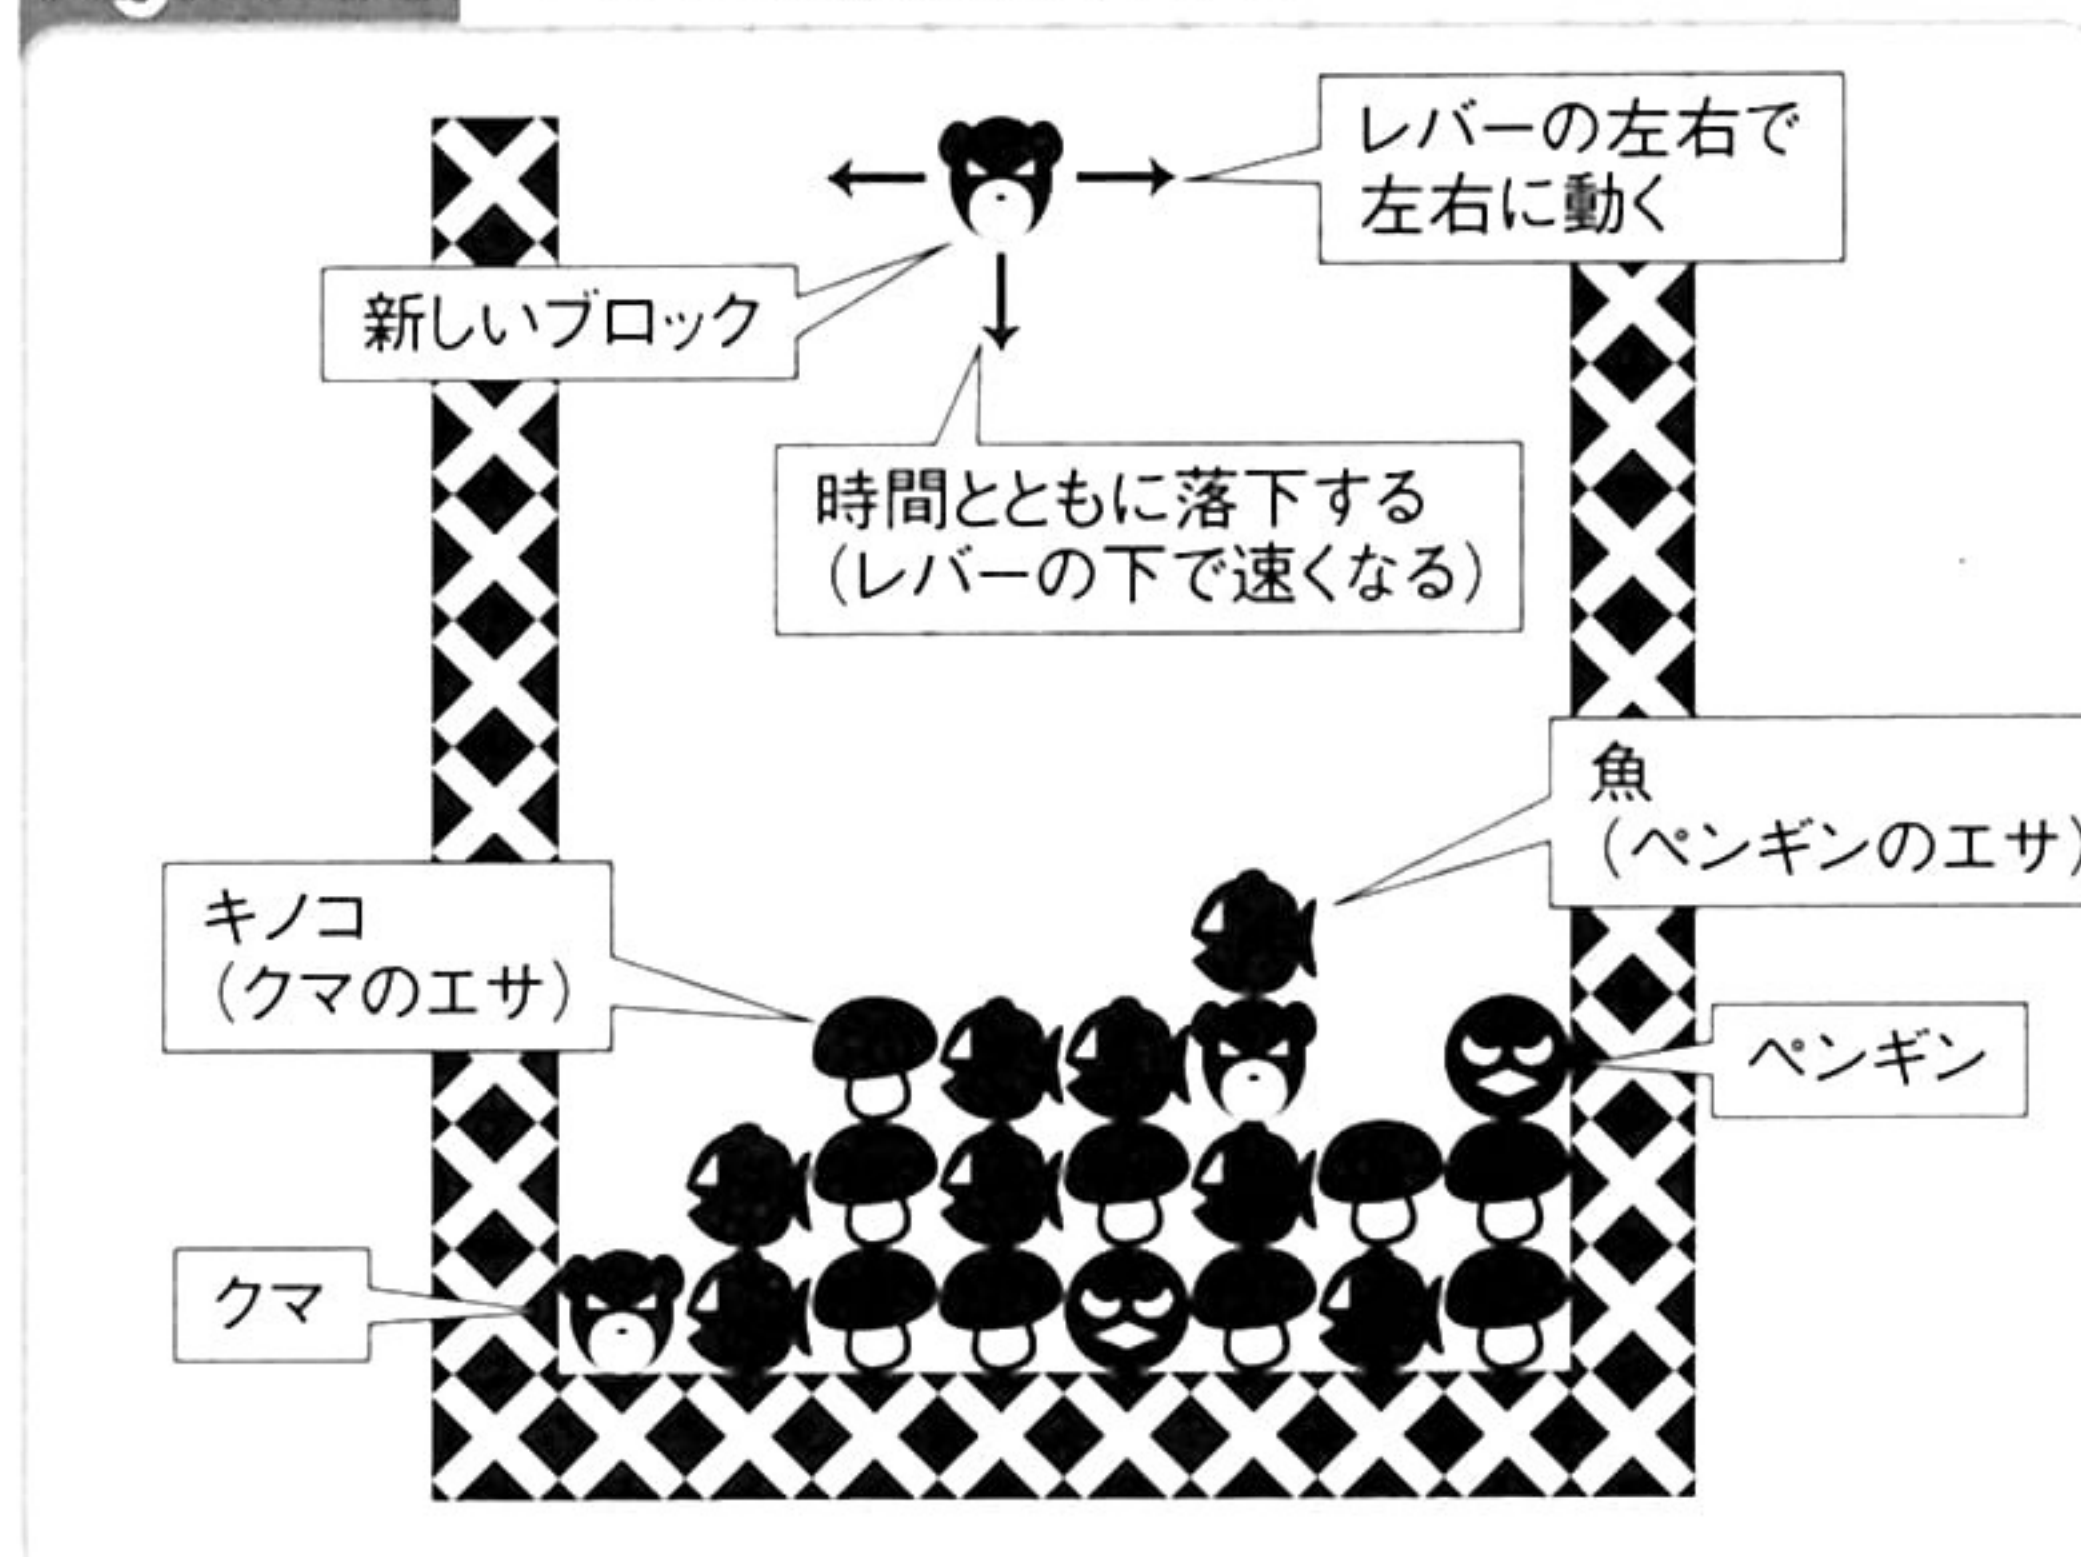 レバーの左右で
左右に動く
新しいブロック
時間とともに落下する
(レバーの下で速くなる)
魚
(ペンギンのエサ)
キノコ
(クマのエサ)
ペンギン
クマ